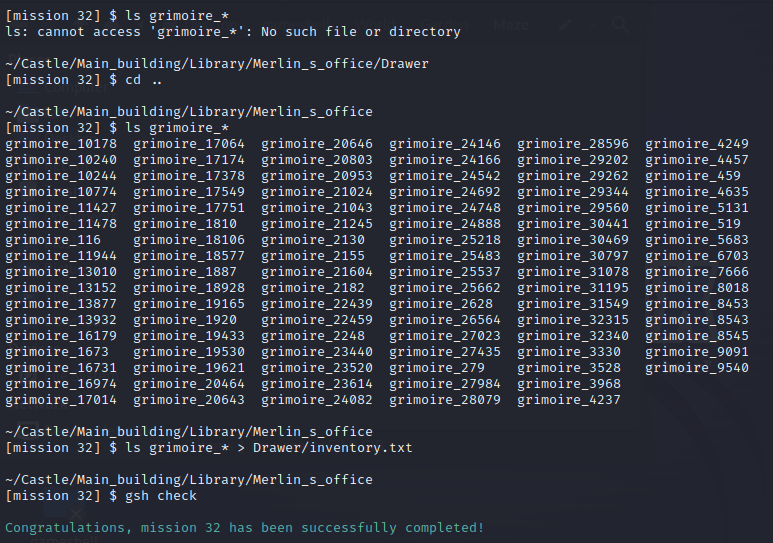 [mission 32] $ ls grimoire_*
ls: cannot access 'grimoire_*': No such file or directory
~/Castle/Main_building/Library/Merlin_s_office/Drawer
[mission 32] $ cd ..
~/Castle/Main_building/Library/Merlin_s_office
[mission 32] $ ls grimoire_*
grimoire_10178 grimoire_17064 grimoire_20646 grimoire_24146 grimoire_28596 grimoire_4249
grimoire_10240 grimoire_17174 grimoire_20803 grimoire_24166 grimoire_29202 grimoire_4457
grimoire_10244 grimoire_17378 grimoire_20953 grimoire_24542 grimoire_29262 grimoire_459
grimoire_10774 grimoire_17549 grimoire_21024 grimoire_24692 grimoire_29344 grimoire_4635
grimoire_11427 grimoire_17751 grimoire_21043 grimoire_24748 grimoire_29560 grimoire_5131
grimoire_11478 grimoire_1810 grimoire_21245 grimoire_24888 grimoire_30441 grimoire_519
grimoire_116 grimoire_18106 grimoire_2130 grimoire_25218 grimoire_30469 grimoire_5683
grimoire_11944 grimoire_18577 grimoire_2155 grimoire_25483 grimoire_30797 grimoire_6703
grimoire_13010 grimoire_1887 grimoire_21604 grimoire_25537 grimoire_31078 grimoire_7666
grimoire_13152 grimoire_18928 grimoire_2182 grimoire_25662 grimoire_31195 grimoire_8018
grimoire_13877 grimoire_19165 grimoire_22439 grimoire_2628 grimoire_31549 grimoire_8453
grimoire_13932 grimoire_1920 grimoire_22459 grimoire_26564 grimoire_32315 grimoire_8543
grimoire_16179 grimoire_19433 grimoire_2248 grimoire_27023 grimoire_32340 grimoire_8545
grimoire_1673 grimoire_19530 grimoire_23440 grimoire_27435 grimoire_3330 grimoire_9091
grimoire_16731 grimoire_19621 grimoire_23520 grimoire_279 grimoire_3528 grimoire_9540
grimoire_16974 grimoire_20464 grimoire_23614 grimoire_27984 grimoire_3968
grimoire_17014 grimoire_20643 grimoire_24082 grimoire_28079 grimoire_4237
~/Castle/Main_building/Library/Merlin_s_office
[mission 32] $ ls grimoire_* > Drawer/inventory.txt
~/Castle/Main_building/Library/Merlin_s_office
[mission 32] $ gsh check
Congratulations, mission 32 has been successfully completed!